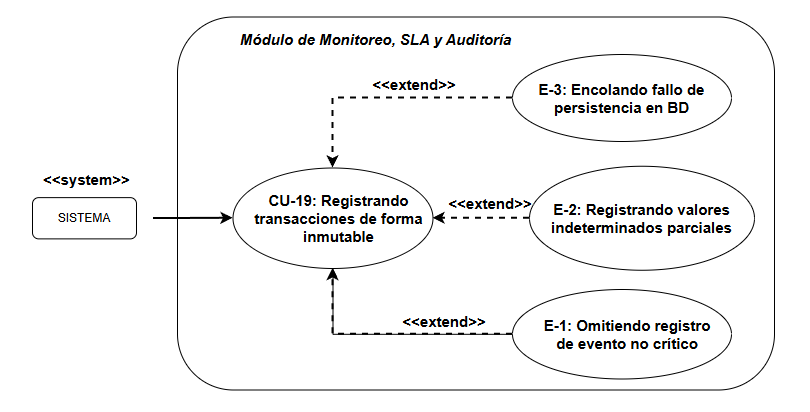 Módulo de Monitoreo, SLA y Auditoría
<<extend>>
E-3: Encolando fallo de
persistencia en BD
<<system>>
SISTEMA
CU-19: Registrando
transacciones de forma
inmutable
<<extend>>
E-2: Registrando valores
indeterminados parciales
<<extend>>
E-1: Omitiendo registro
de evento no crítico